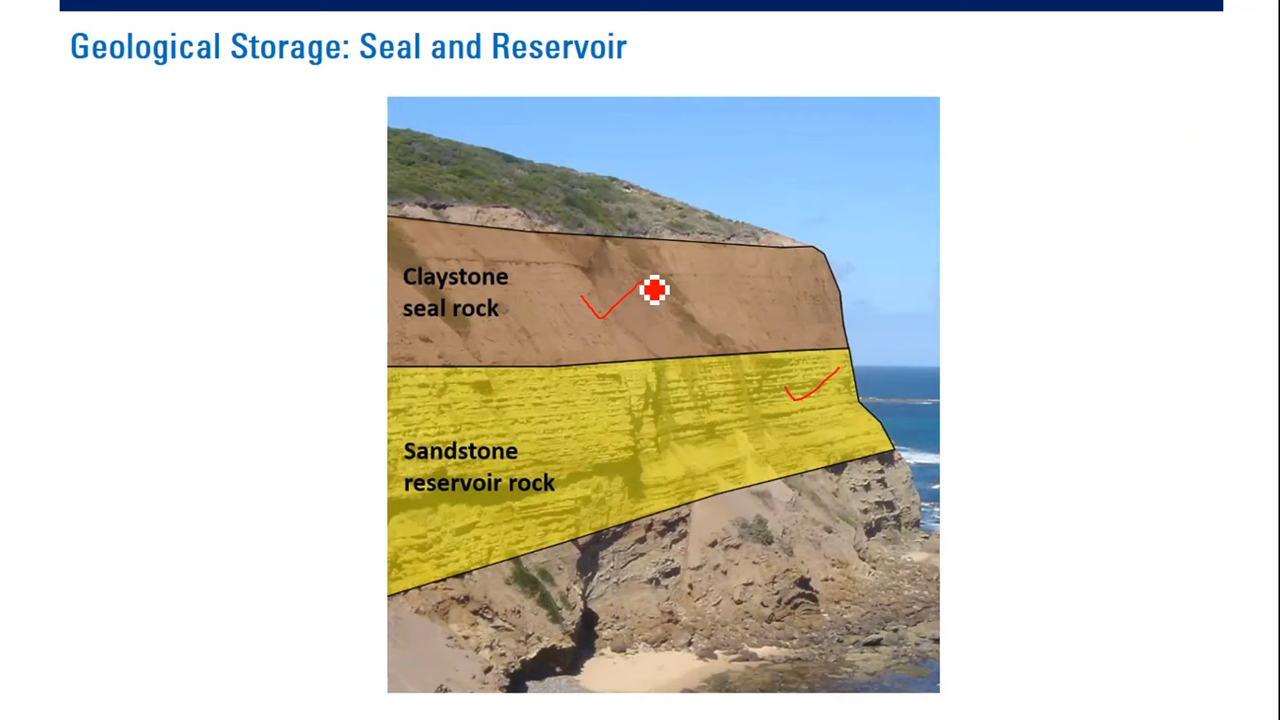 Geological Storage: Seal and Reservoir
Claystone
seal rock
Sandstone
reservoir rock